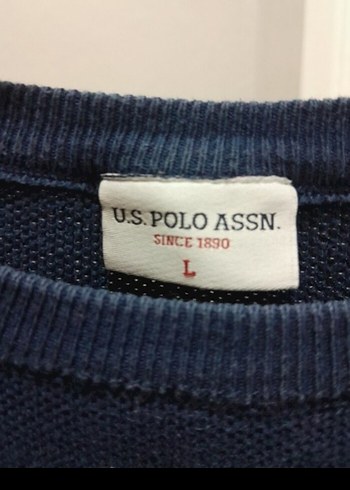 U.S. POLO ASSN.
SINCE 1890
L